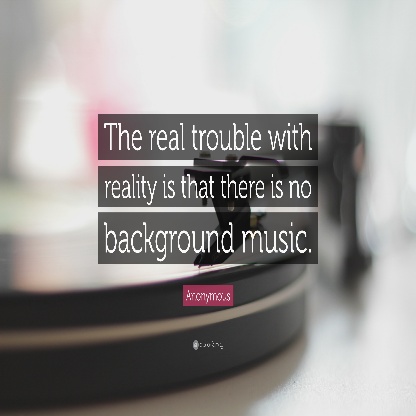 The real trouble with
reality is that there is no
background music.
Anonymous